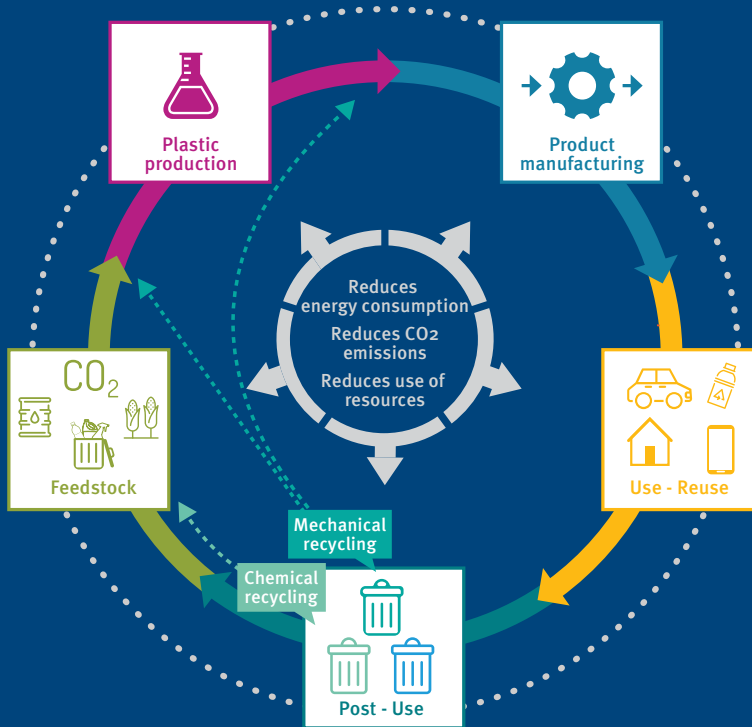 Plastic
production
Product
manufacturing
Reduces
energy consumption
Reduces CO2
emissions
Reduces use of
resources
CO₂
Feedstock
Use - Reuse
Mechanical
recycling
Chemical
recycling
Post - Use